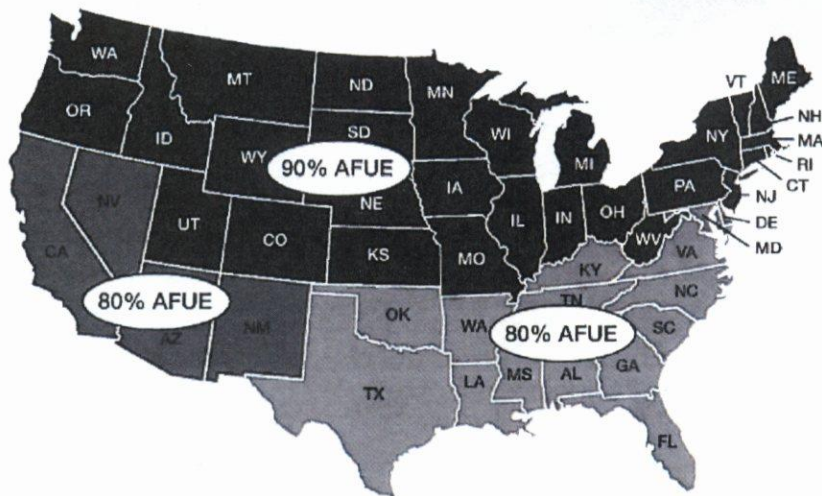 WA
MT
ND
MN
VT
ME
OR
ID
SD
WI
NY
NH
MA
WY
90% AFUE
MI
RI
CT
IA
PA
NJ
NV
NE
IL
IN
OH
DE
UT
CO
WV
MD
CA
KS
MO
KY
VA
80% AFUE
OK
WA
TN
NC
AZ
NM
80% AFUE
SC
TX
LA
MS
AL
GA
FL